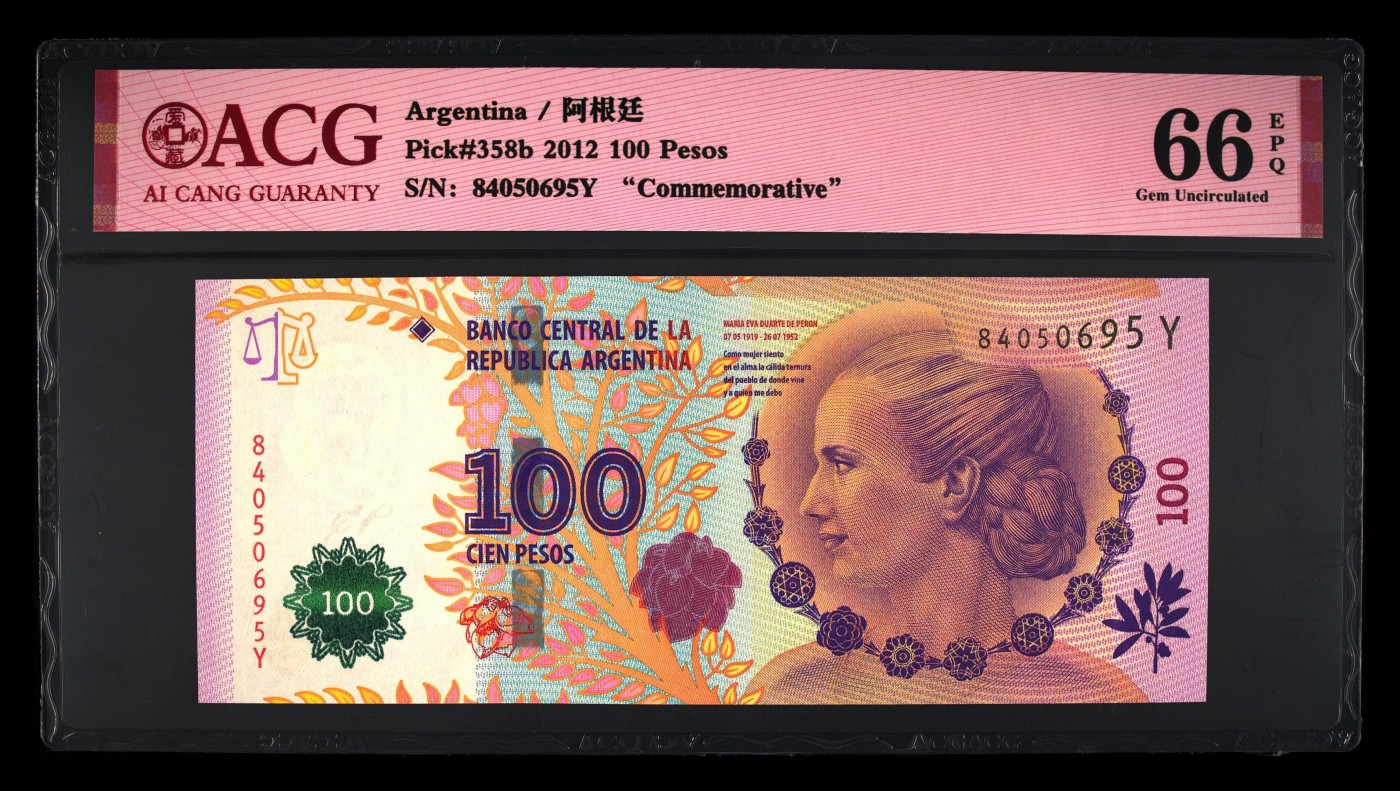 ACG
AI CANG GUARANTY
Argentina / 阿根廷
Pick#358b 2012 100 Pesos
S/N: 84050695Y “Commemorative”
66
EPQ
Gem Uncirculated
BANCO CENTRAL DE LA
REPUBLICA ARGENTINA
MARIA EVA DUARTE DE PERON
07 05 1919 - 26 07 1952
Como mujer siento
en el alma la cálida ternura
del pueblo de donde vine
y a quien me debo
84050695 Y
84050695Y
100
CIEN PESOS
100
100